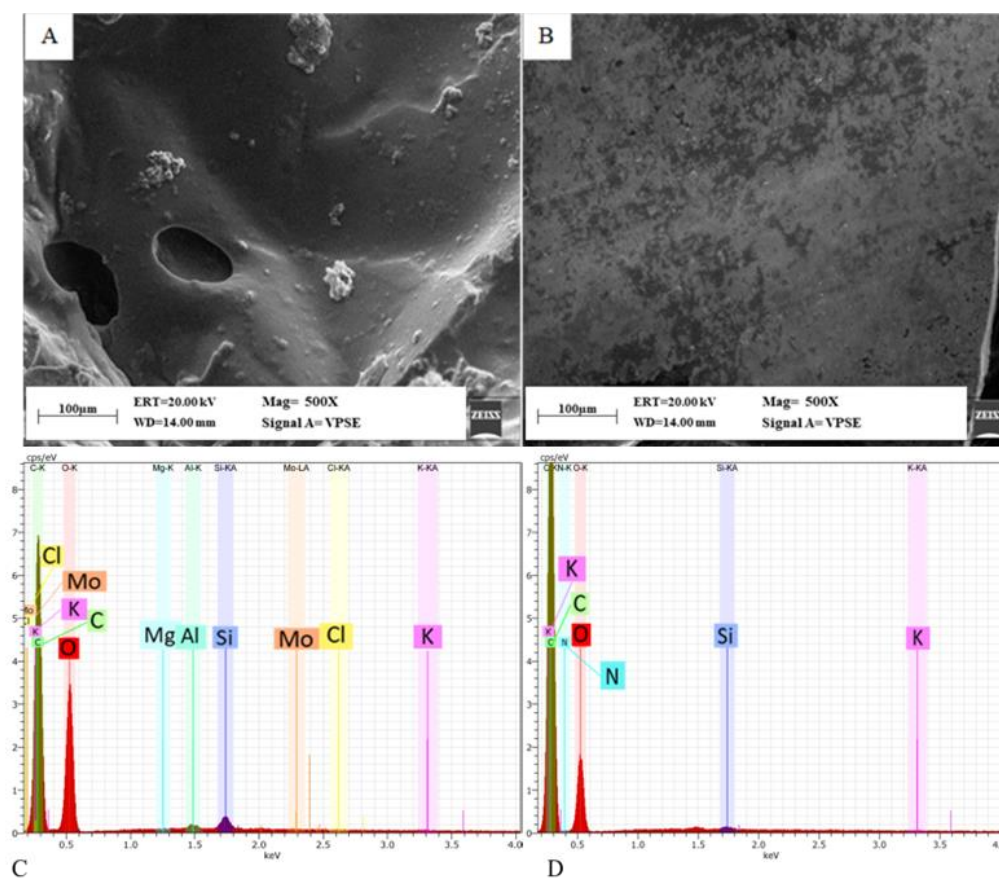 A
100µm
ERT=20.00 kV
WD=14.00 mm
Mag= 500X
Signal A= VPSE
ZEISS
B
100µm
ERT=20.00 kV
WD=14.00 mm
Mag= 500X
Signal A= VPSE
ZEISS
cps/eV
C-K O-K Mg-K Al-K Si-KA Mo-LA Cl-KA K-KA
8
7
6
5
4
3
2
1
0
Cl
Mo
K
C
O
Mg Al Si Mo Cl K
K
C
0.5 1.0 1.5 2.0 2.5 3.0 3.5 4.0
keV
C
cps/eV
N-K O-K Si-KA K-KA
8
7
6
5
4
3
2
1
0
K
C
O
N
Si K
K
C
N
0.5 1.0 1.5 2.0 2.5 3.0 3.5 4.0
keV
D